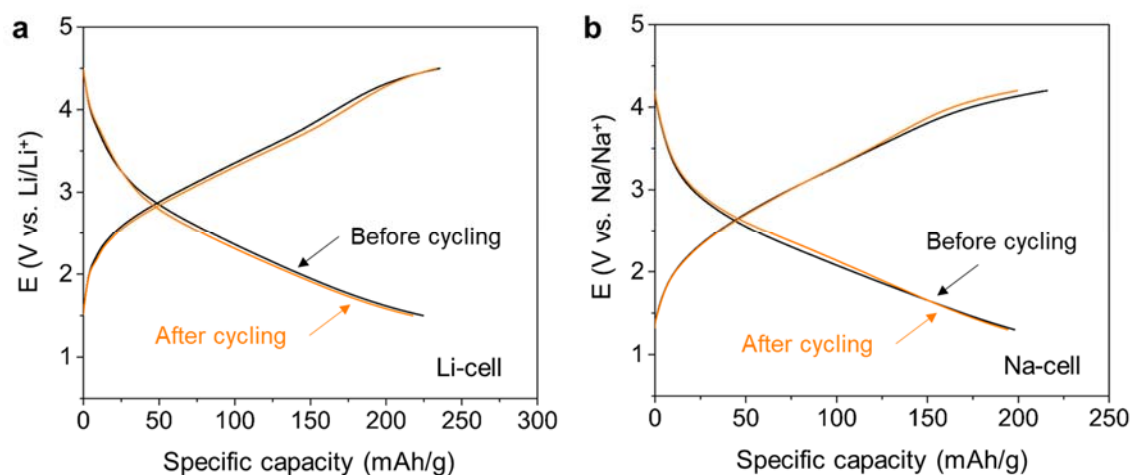 a
5
4
3
2
1
E (V vs. Li/Li⁺)
Before cycling
After cycling
Li-cell
0 50 100 150 200 250 300
Specific capacity (mAh/g)
b
5
4
3
2
1
E (V vs. Na/Na⁺)
Before cycling
After cycling
Na-cell
0 50 100 150 200 250
Specific capacity (mAh/g)